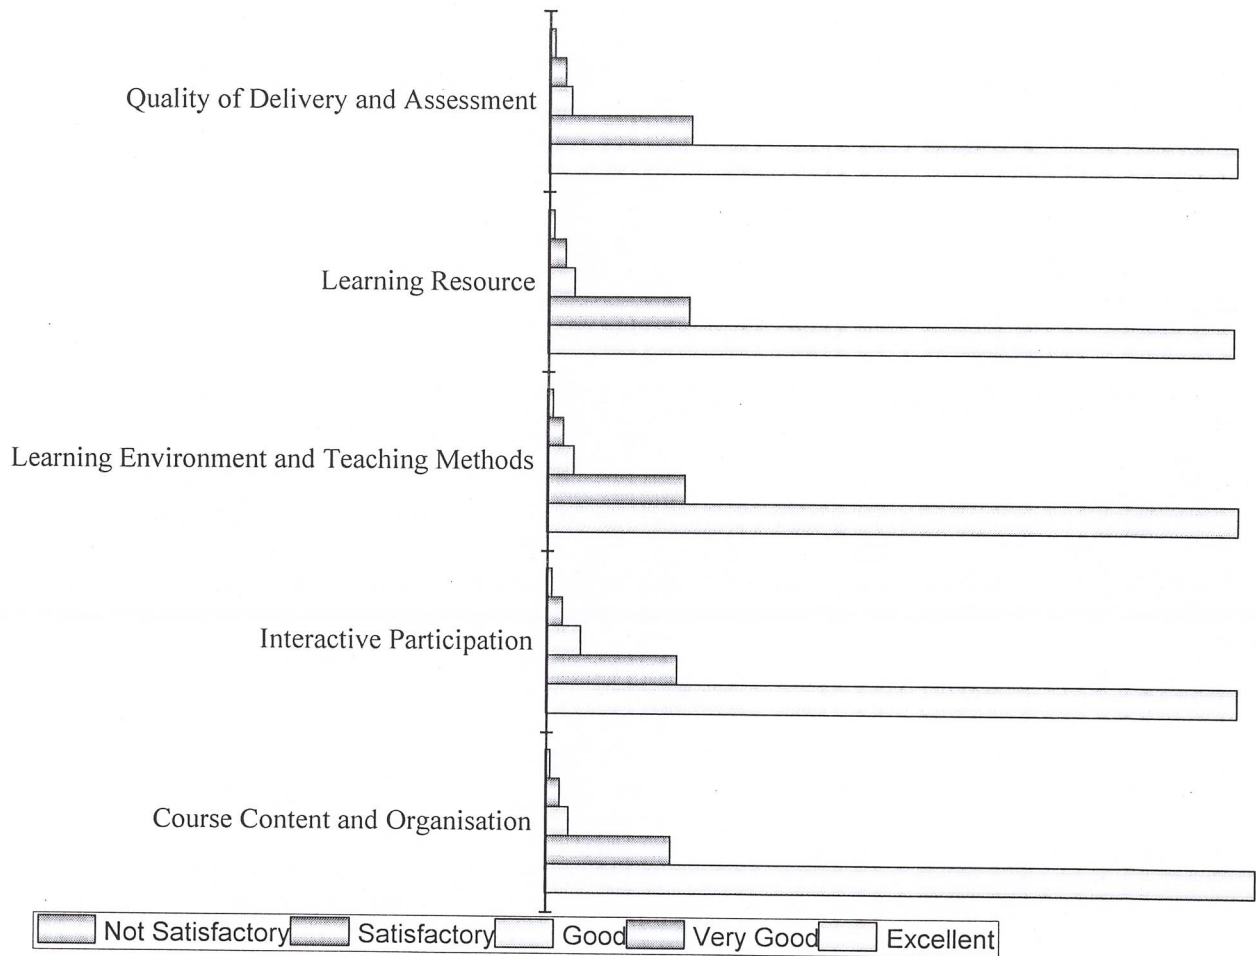 Quality of Delivery and Assessment
Learning Resource
Learning Environment and Teaching Methods
Interactive Participation
Course Content and Organisation
Not Satisfactory Satisfactory Good Very Good Excellent